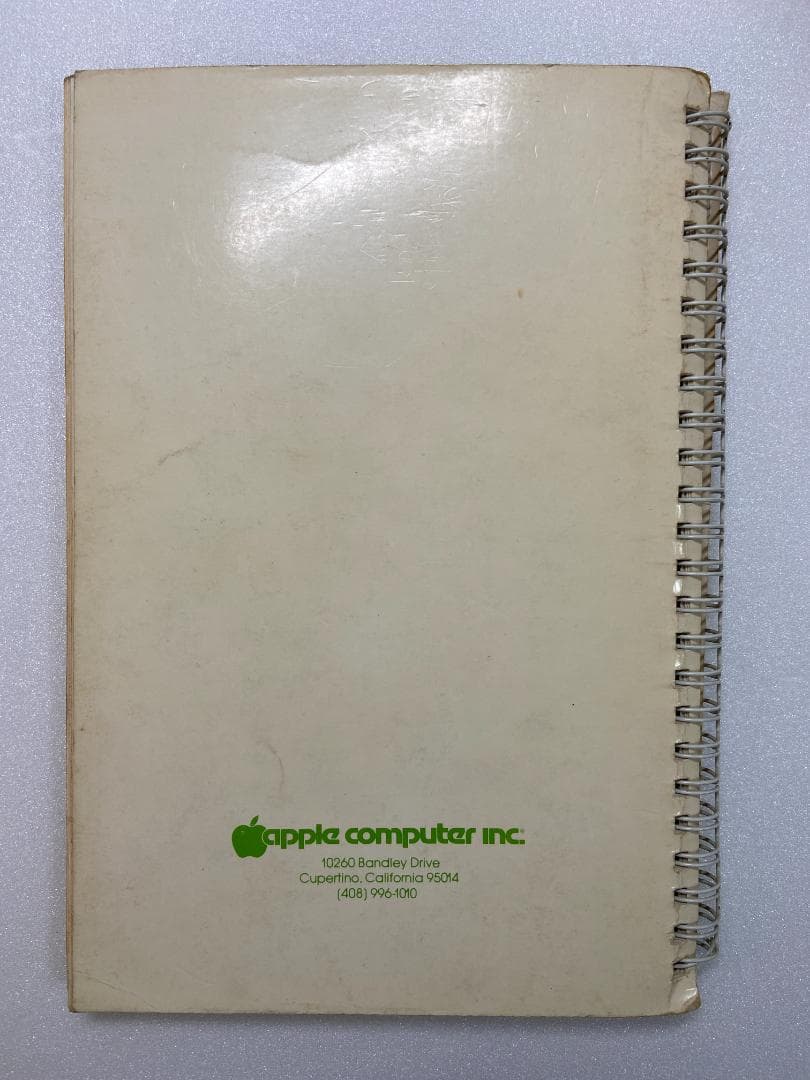 apple computer inc.
10260 Bandley Drive
Cupertino, California 95014
(408) 996-1010